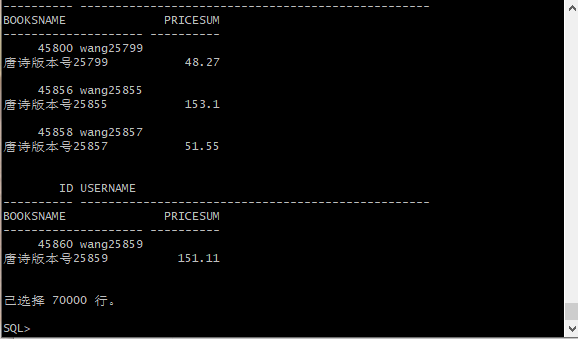 ---------- --------------------------------------------------
BOOKSNAME              PRICESUM
-------------------- ----------
     45800 wang25799
唐诗版本号25799           48.27
     45856 wang25855
唐诗版本号25855           153.1
     45858 wang25857
唐诗版本号25857           51.55
        ID USERNAME
---------- --------------------------------------------------
BOOKSNAME              PRICESUM
-------------------- ----------
     45860 wang25859
唐诗版本号25859          151.11
已选择 70000 行。
SQL>